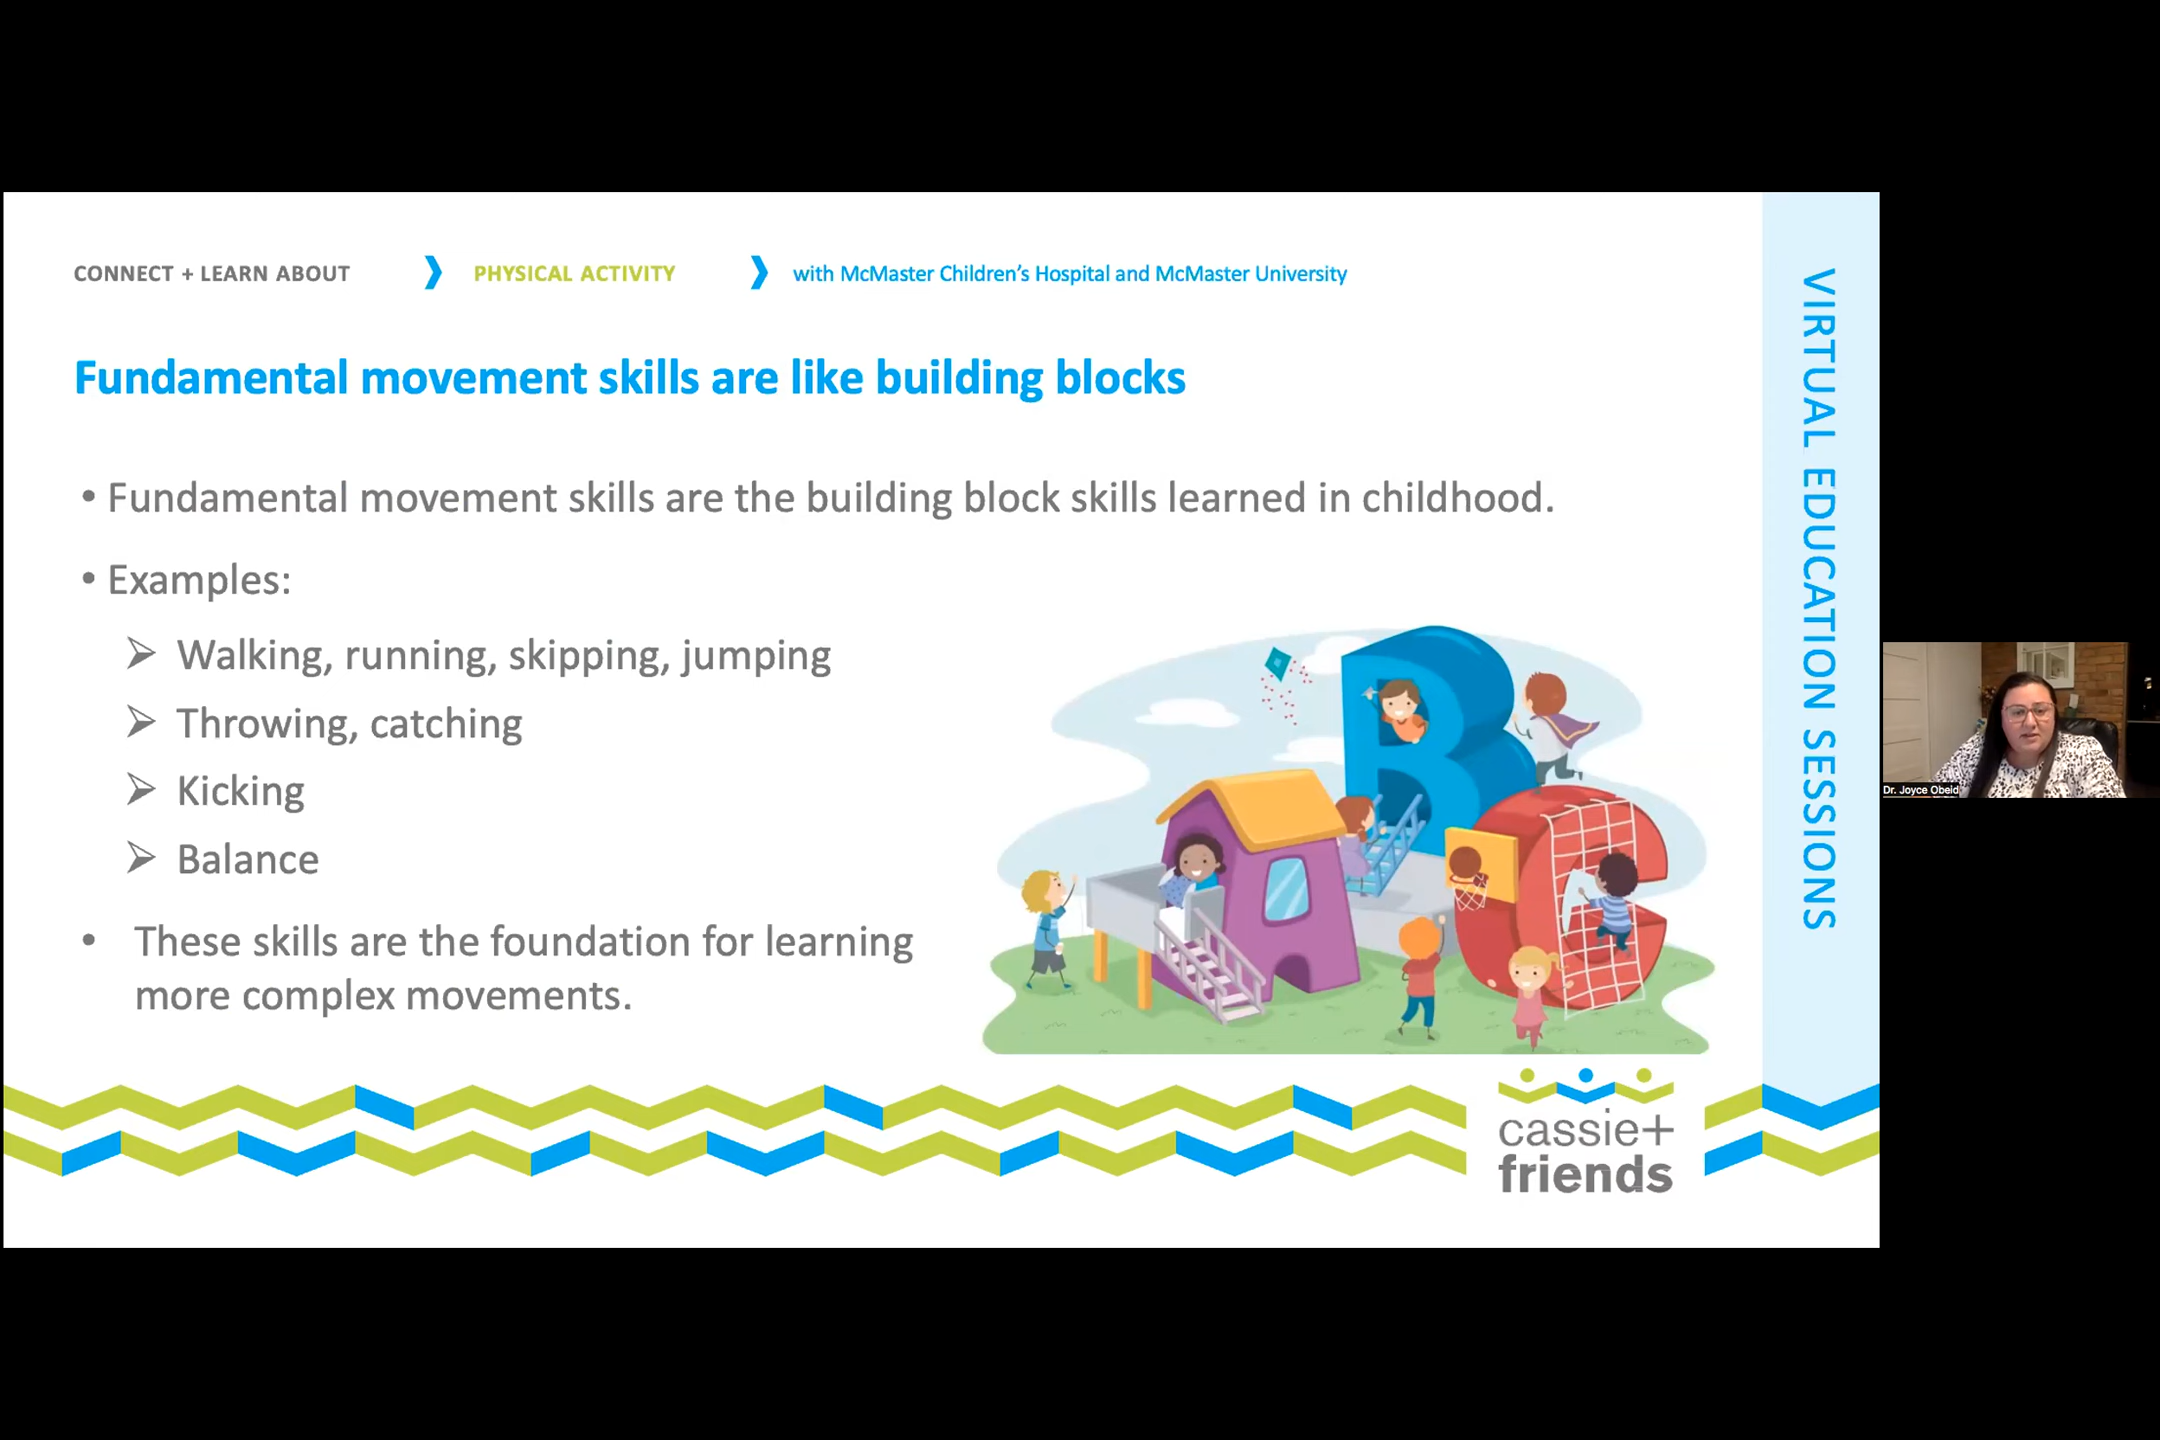 CONNECT + LEARN ABOUT ❱ PHYSICAL ACTIVITY ❱ with McMaster Children's Hospital and McMaster University
Fundamental movement skills are like building blocks
• Fundamental movement skills are the building block skills learned in childhood.
• Examples:
➢ Walking, running, skipping, jumping
➢ Throwing, catching
➢ Kicking
➢ Balance
• These skills are the foundation for learning
more complex movements.
A B C
cassie+
friends
VIRTUAL EDUCATION SESSIONS
Dr. Joyce Obeid